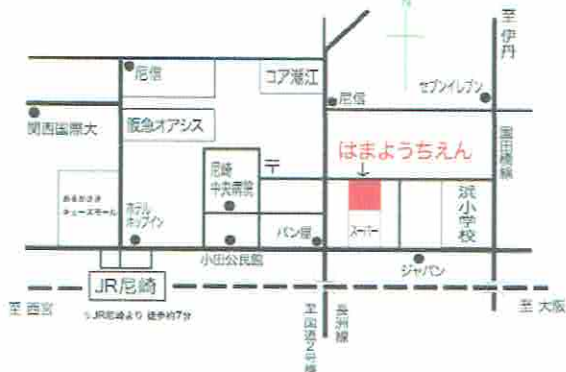 N
至 伊丹
尼信
コア潮江
尼信
セブンイレブン
関西国際大
阪急オアシス
園田橋線
はまようちえん
尼崎
中央病院
〒
あまがさき
キューズモール
ホテル
ホップイン
パン屋
スーパー
浜小学校
小田公民館
ジャパン
JR尼崎
至 西宮
JR尼崎より 徒歩約7分
至国道2号線
長洲線
至 大阪